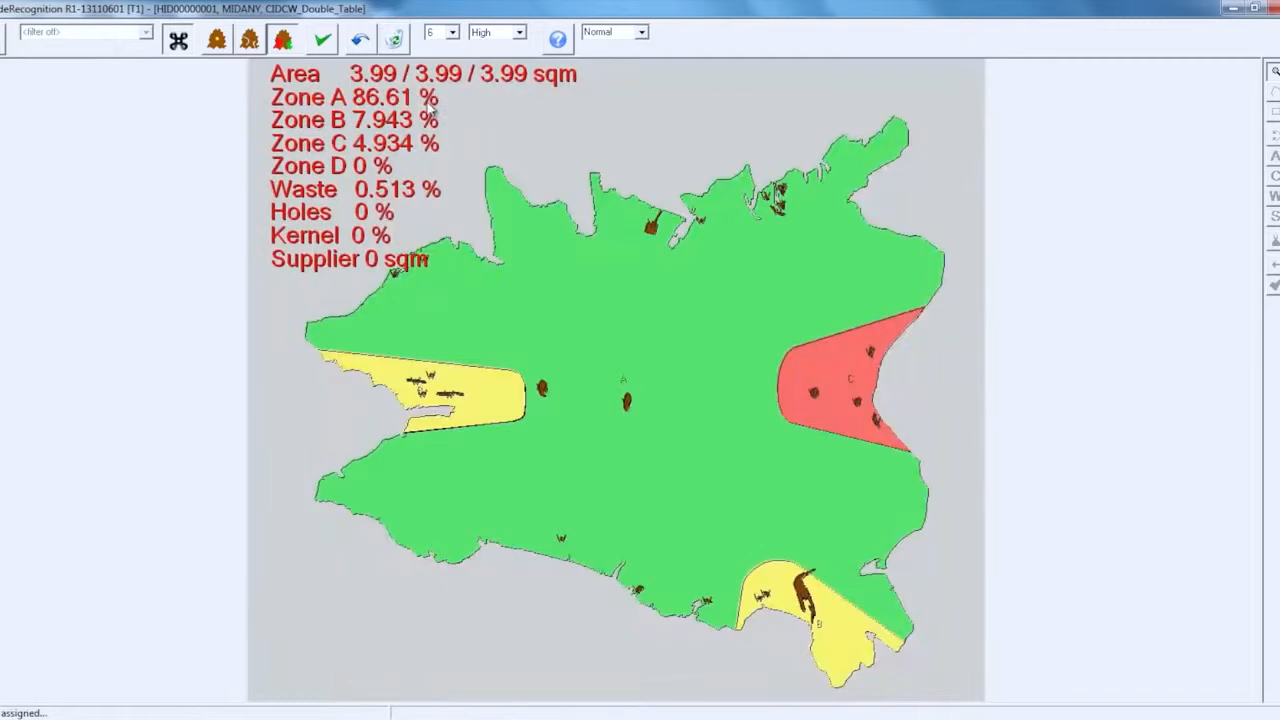 deRecognition R1-13110601 [T1] - [HID00000001, MIDANY, CIDCW_Double_Table]
<filter off>
6
High
Normal
Area 3.99 / 3.99 / 3.99 sqm
Zone A 86.61 %
Zone B 7.943 %
Zone C 4.934 %
Zone D 0 %
Waste 0.513 %
Holes 0 %
Kernel 0 %
Supplier 0 sqm
A
C
B
A
C
W
S
assigned...